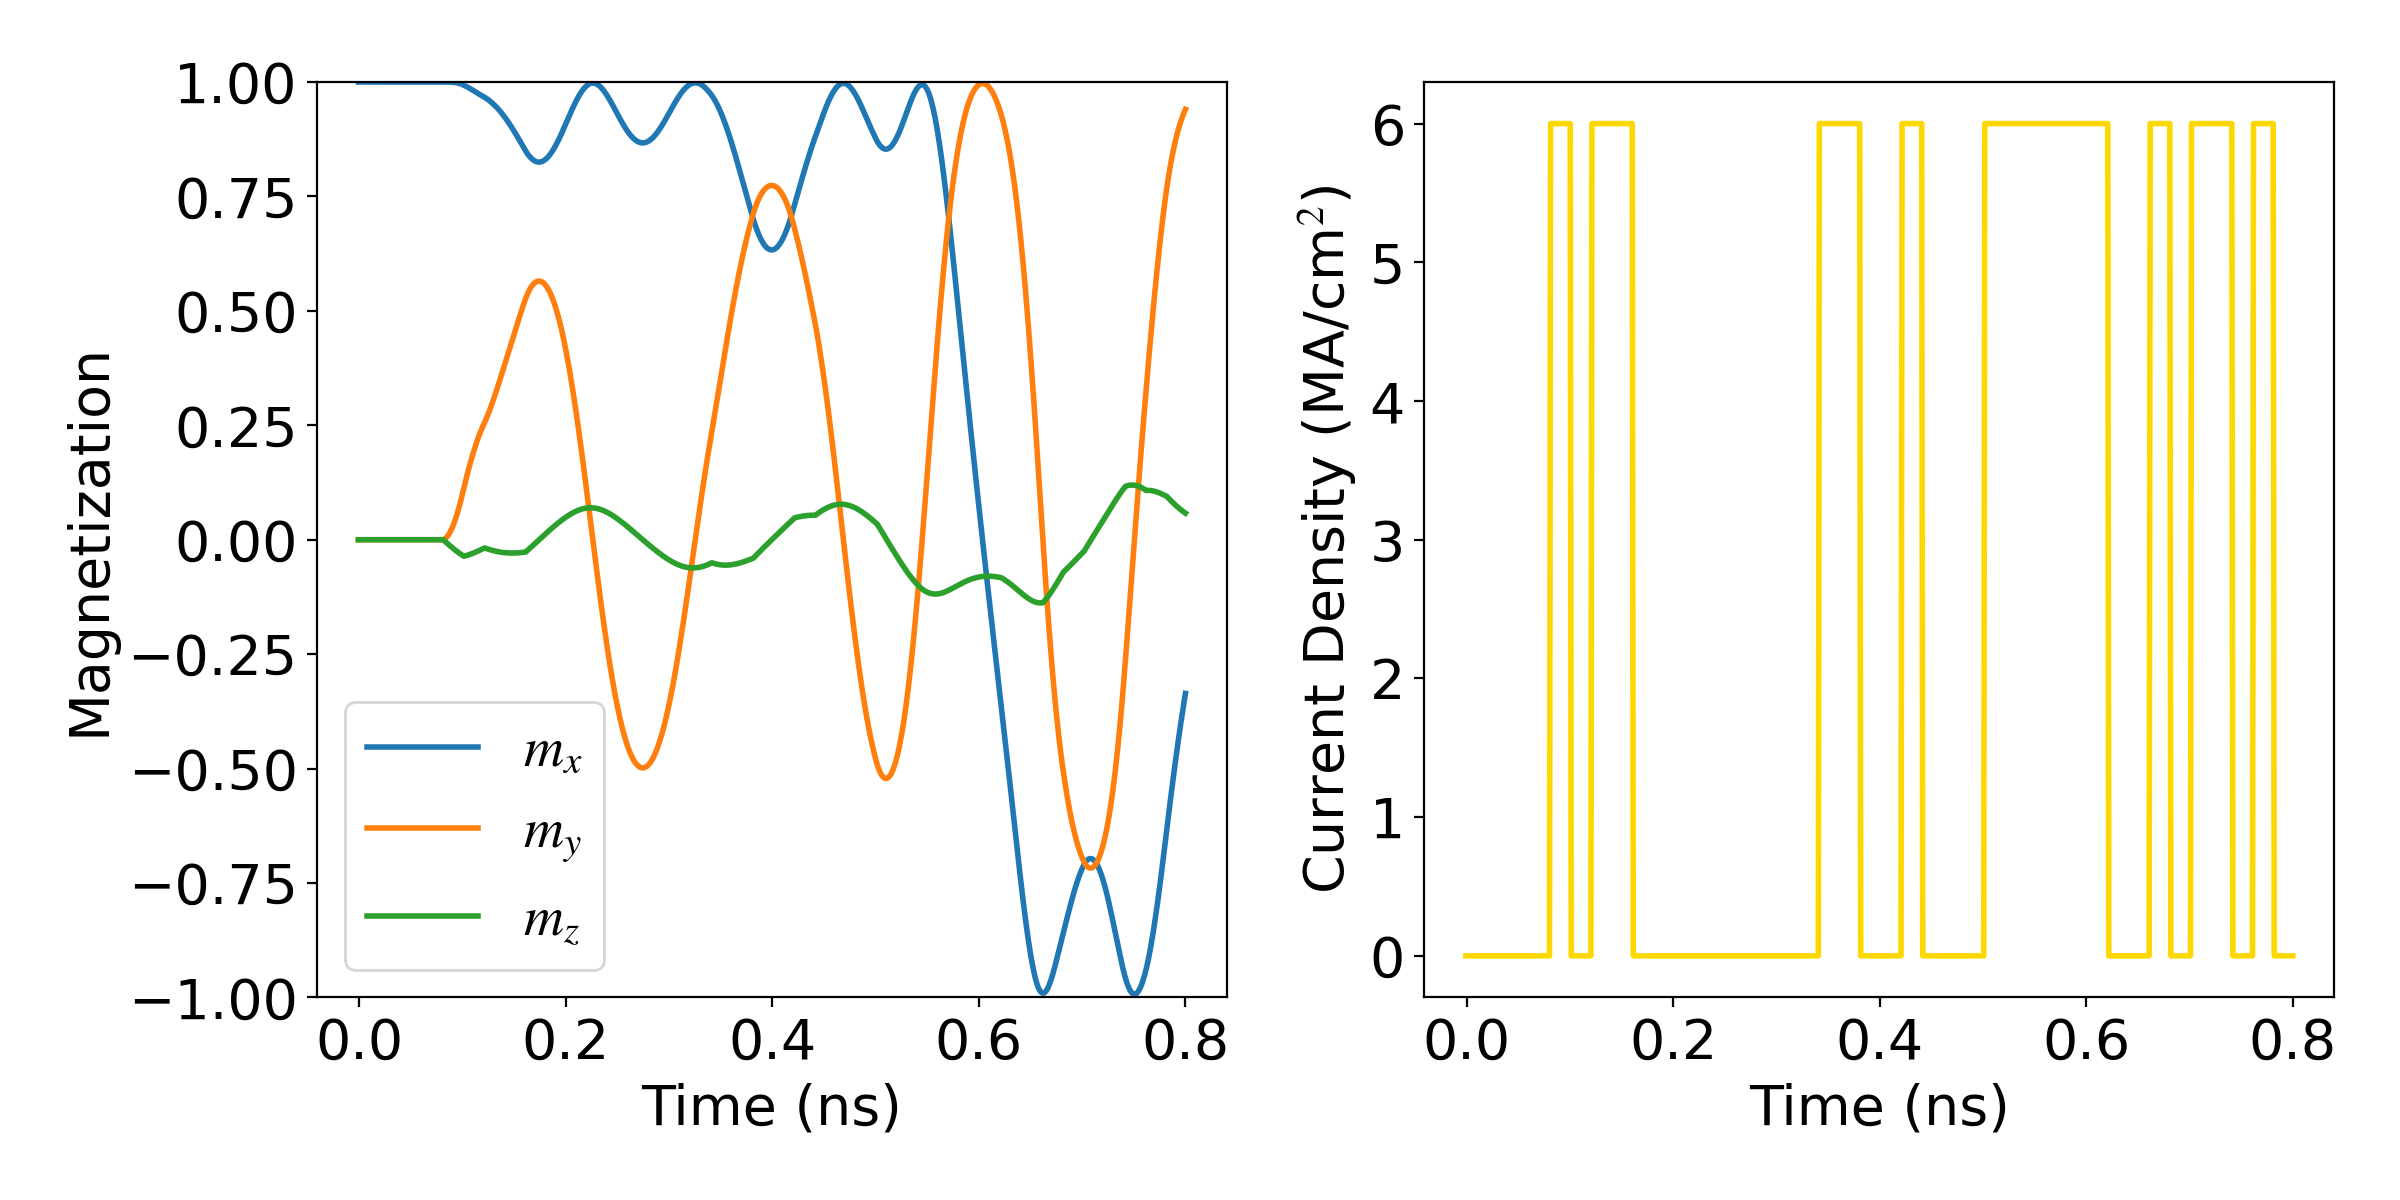 Magnetization
1.00
0.75
0.50
0.25
0.00
−0.25
−0.50
−0.75
−1.00
m_x
m_y
m_z
0.0 0.2 0.4 0.6 0.8
Time (ns)
Current Density (MA/cm²)
6
5
4
3
2
1
0
0.0 0.2 0.4 0.6 0.8
Time (ns)